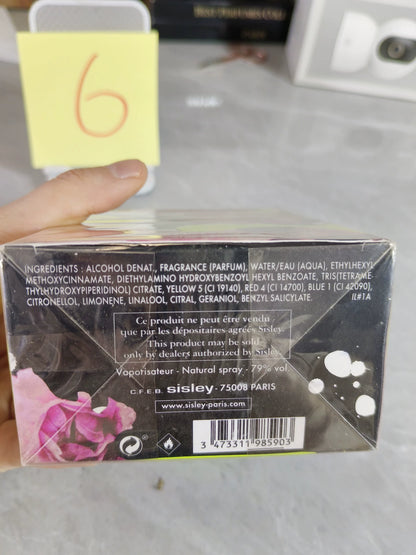 6
INGREDIENTS : ALCOHOL DENAT., FRAGRANCE (PARFUM), WATER/EAU (AQUA), ETHYLHEXYL
METHOXYCINNAMATE, DIETHYLAMINO HYDROXYBENZOYL HEXYL BENZOATE, TRIS(TETRAME-
THYLHYDROXYPIPERIDINOL) CITRATE, YELLOW 5 (CI 19140), RED 4 (CI 14700), BLUE 1 (CI 42090),
CITRONELLOL, LIMONENE, LINALOOL, CITRAL, GERANIOL, BENZYL SALICYLATE. IL#1A
Ce produit ne peut être vendu
que par les dépositaires agréés Sisley.
This product may be sold
only by dealers authorized by Sisley.
Vaporisateur - Natural spray - 79% vol
C.F.E.B. sisley - 75008 PARIS
www.sisley-paris.com
3 473311 985903